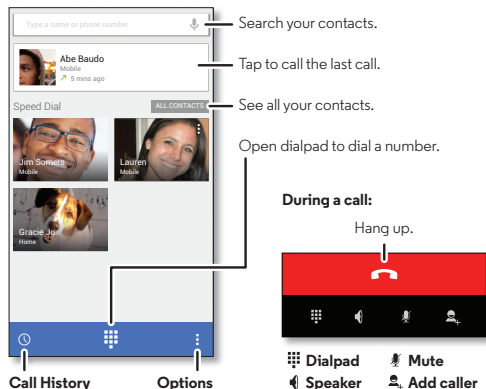 Type a name or phone number
Search your contacts.
Abe Baudo
Mobile
5 mins ago
Tap to call the last call.
Speed Dial
ALL CONTACTS
See all your contacts.
Open dialpad to dial a number.
Jim Somers
Mobile
Lauren
Mobile
Gracie Jo
Home
During a call:
Hang up.
Dialpad
Mute
Speaker
Add caller
Call History
Options